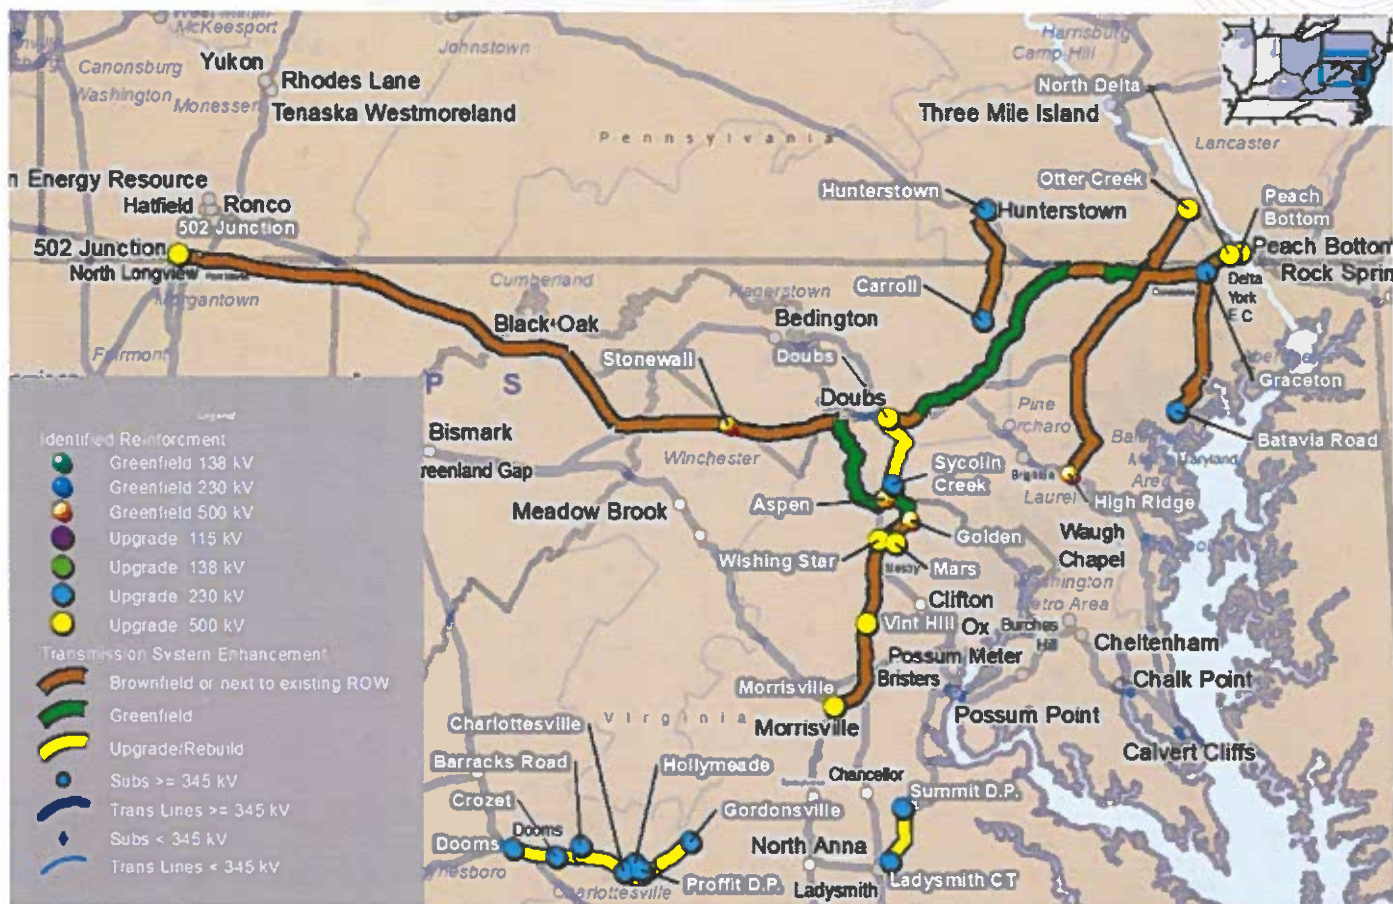 McKeesport
Johnstown
Harrisburg
Camp Hill
Canonsburg
Yukon
Rhodes Lane
Washington
Monessen
Tenaska Westmoreland
North Delta
Three Mile Island
Pennsylvania
Lancaster
n Energy Resource
Hatfield
Ronco
502 Junction
502 Junction
North Longview
Morgantown
Fairmont
Hunterstown
Hunterstown
Otter Creek
Peach
Bottom
Peach Bottom
Rock Sprin
Delta
York
E C
Cumberland
Hagerstown
Carroll
Black Oak
Bedington
Doubs
Stonewall
Doubs
Graceton
P S
Pine
Orchard
Batavia Road
Bismark
reenland Gap
Winchester
Sycolin
Creek
Aspen
Brighton
Laurel
High Ridge
Maryland
Area
Meadow Brook
Golden
Waugh
Chapel
Wishing Star
Mars
Washington
Metro Area
Clifton
Vint Hill
Ox
Burches
Hill
Cheltenham
Possum Meter
Bristers
Morrisville
Chalk Point
Morrisville
Possum Point
Calvert Cliffs
Virginia
Charlottesville
Barracks Road
Hollymeade
Crozet
Gordonsville
Dooms
Dooms
Chancellor
Summit D.P.
North Anna
Proffit D.P.
Ladysmith
Ladysmith CT
ynesboro
Charlottesville
Legend
Identified Reinforcement
Greenfield 138 kV
Greenfield 230 kV
Greenfield 500 kV
Upgrade 115 kV
Upgrade 138 kV
Upgrade 230 kV
Upgrade 500 kV
Transmission System Enhancement
Brownfield or next to existing ROW
Greenfield
Upgrade/Rebuild
Subs >= 345 kV
Trans Lines >= 345 kV
Subs < 345 kV
Trans Lines < 345 kV